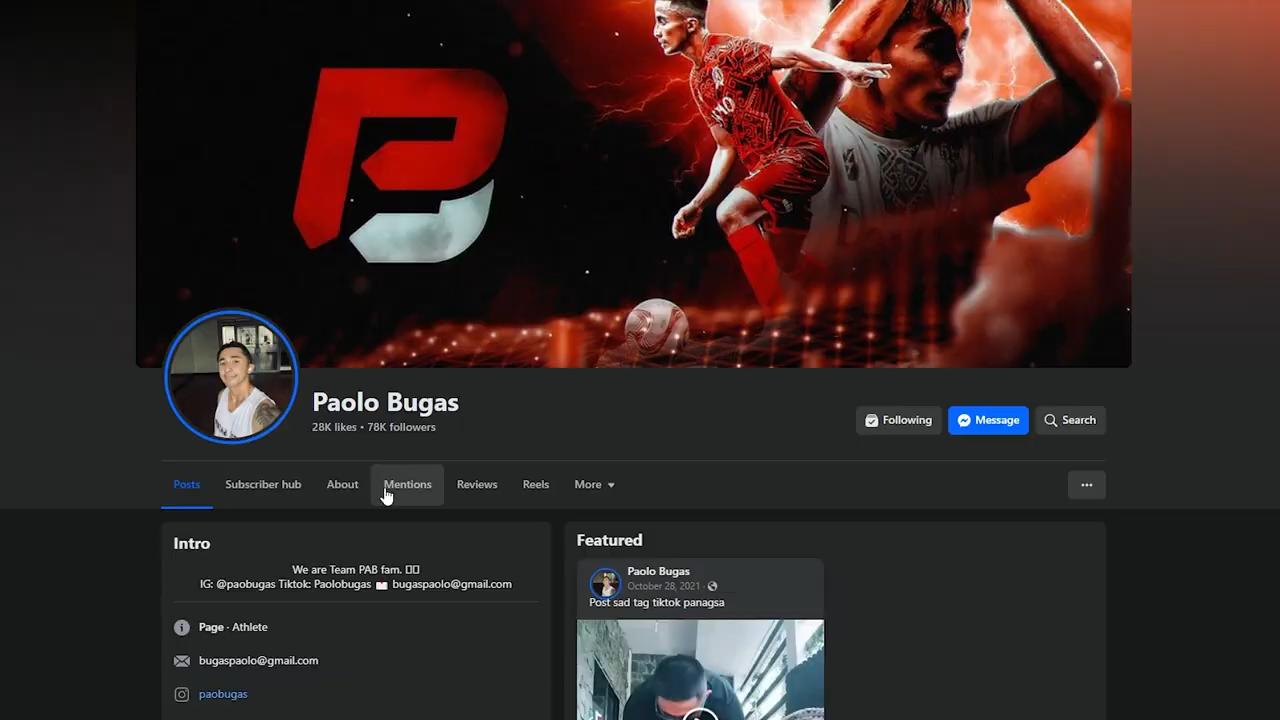 Paolo Bugas
28K likes • 78K followers
Following
Message
Search
Posts
Subscriber hub
About
Mentions
Reviews
Reels
More
Intro
We are Team PAB fam.
IG: @paobugas Tiktok: Paolobugas bugaspaolo@gmail.com
Page · Athlete
bugaspaolo@gmail.com
paobugas
Featured
Paolo Bugas
October 28, 2021 ·
Post sad tag tiktok panagsa